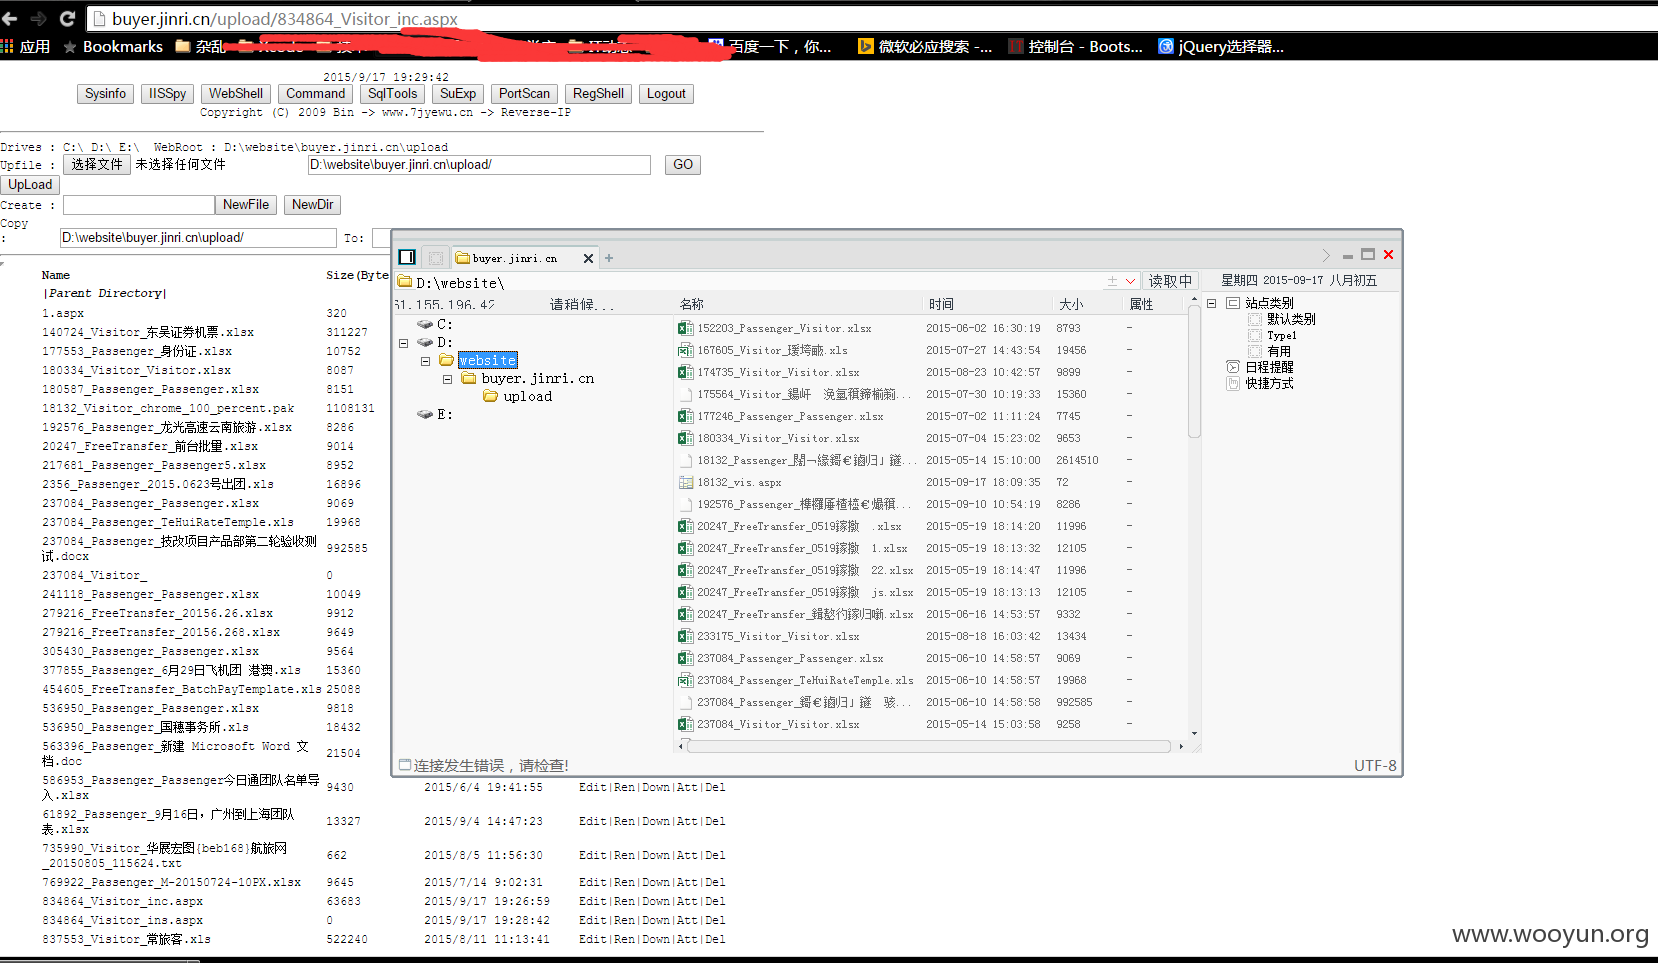 buyer.jinri.cn/upload/834864_Visitor_inc.aspx
应用 Bookmarks 杂乱 百度一下，你... 微软必应搜索 -... 控制台 - Boots... jQuery选择器...
2015/9/17 19:29:42
Sysinfo IISSpy WebShell Command SqlTools SuExp PortScan RegShell Logout
Copyright (C) 2009 Bin -> www.7jyewu.cn -> Reverse-IP
Drives : C:\ D:\ E:\ WebRoot : D:\website\buyer.jinri.cn\upload
Upfile : 选择文件 未选择任何文件 D:\website\buyer.jinri.cn\upload/ GO
UpLoad
Create : NewFile NewDir
Copy
: D:\website\buyer.jinri.cn\upload/ To:
Name Size(Byte
|Parent Directory|
1.aspx 320
140724_Visitor_东吴证券机票.xlsx 311227
177553_Passenger_身份证.xlsx 10752
180334_Visitor_Visitor.xlsx 8087
180587_Passenger_Passenger.xlsx 8151
18132_Visitor_chrome_100_percent.pak 1108131
192576_Passenger_龙光高速云南旅游.xlsx 8286
20247_FreeTransfer_前台批量.xlsx 9014
217681_Passenger_Passenger5.xlsx 8952
2356_Passenger_2015.0623号出团.xls 16896
237084_Passenger_Passenger.xlsx 9069
237084_Passenger_TeHuiRateTemple.xls 19968
237084_Passenger_技改项目产品部第二轮验收测
试.docx 992585
237084_Visitor_ 0
241118_Passenger_Passenger.xlsx 10049
279216_FreeTransfer_20156.26.xlsx 9912
279216_FreeTransfer_20156.268.xlsx 9649
305430_Passenger_Passenger.xlsx 9564
377855_Passenger_6月29日飞机团 港澳.xls 15360
454605_FreeTransfer_BatchPayTemplate.xls 25088
536950_Passenger_Passenger.xlsx 9818
536950_Passenger_国穗事务所.xls 18432
563396_Passenger_新建 Microsoft Word 文
档.doc 21504
586953_Passenger_Passenger今日通团队名单导
入.xlsx 9430 2015/6/4 19:41:55 Edit|Ren|Down|Att|Del
61892_Passenger_9月16日，广州到上海团队
表.xlsx 13327 2015/9/4 14:47:23 Edit|Ren|Down|Att|Del
735990_Visitor_华展宏图{beb168}航旅网
_20150805_115624.txt 662 2015/8/5 11:56:30 Edit|Ren|Down|Att|Del
769922_Passenger_M-20150724-10PX.xlsx 9645 2015/7/14 9:02:31 Edit|Ren|Down|Att|Del
834864_Visitor_inc.aspx 63683 2015/9/17 19:26:59 Edit|Ren|Down|Att|Del
834864_Visitor_ins.aspx 0 2015/9/17 19:28:42 Edit|Ren|Down|Att|Del
837553_Visitor_常旅客.xls 522240 2015/8/11 11:13:41 Edit|Ren|Down|Att|Del
buyer.jinri.cn
D:\website\ 读取中 星期四 2015-09-17 八月初五
61.155.196.42 请稍候... 名称 时间 大小 属性
C:
D:
website
buyer.jinri.cn
upload
E:
152203_Passenger_Visitor.xlsx 2015-06-02 16:30:19 8793 -
167605_Visitor_ .xls 2015-07-27 14:43:54 19456 -
174735_Visitor_Visitor.xlsx 2015-08-23 10:42:57 9899 -
175564_Visitor_ ... 2015-07-30 10:19:33 15360 -
177246_Passenger_Passenger.xlsx 2015-07-02 11:11:24 7745 -
180334_Visitor_Visitor.xlsx 2015-07-04 15:23:02 9653 -
18132_Passenger_ ... 2015-05-14 15:10:00 2614510 -
18132_vis.aspx 2015-09-17 18:09:35 72 -
192576_Passenger_ ... 2015-09-10 10:54:19 8286 -
20247_FreeTransfer_0519 .xlsx 2015-05-19 18:14:20 11996 -
20247_FreeTransfer_0519 1.xlsx 2015-05-19 18:13:32 12105 -
20247_FreeTransfer_0519 22.xlsx 2015-05-19 18:14:47 11996 -
20247_FreeTransfer_0519 js.xlsx 2015-05-19 18:13:13 12105 -
20247_FreeTransfer_ .xlsx 2015-06-16 14:53:57 9332 -
233175_Visitor_Visitor.xlsx 2015-08-18 16:03:42 13434 -
237084_Passenger_Passenger.xlsx 2015-06-10 14:58:57 9069 -
237084_Passenger_TeHuiRateTemple.xls 2015-06-10 14:58:57 19968 -
237084_Passenger_ ... 2015-06-10 14:58:58 992585 -
237084_Visitor_Visitor.xlsx 2015-05-14 15:03:58 9258 -
站点类别
默认类别
Type1
有用
日程提醒
快捷方式
连接发生错误，请检查! UTF-8
www.wooyun.org